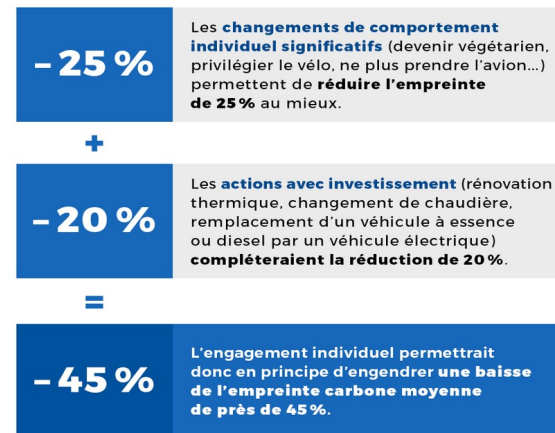 – 25 %
Les changements de comportement
individuel significatifs (devenir végétarien,
privilégier le vélo, ne plus prendre l'avion...)
permettent de réduire l'empreinte
de 25 % au mieux.
+
– 20 %
Les actions avec investissement (rénovation
thermique, changement de chaudière,
remplacement d'un véhicule à essence
ou diesel par un véhicule électrique)
compléteraient la réduction de 20 %.
=
– 45 %
L'engagement individuel permettrait
donc en principe d'engendrer une baisse
de l'empreinte carbone moyenne
de près de 45 %.